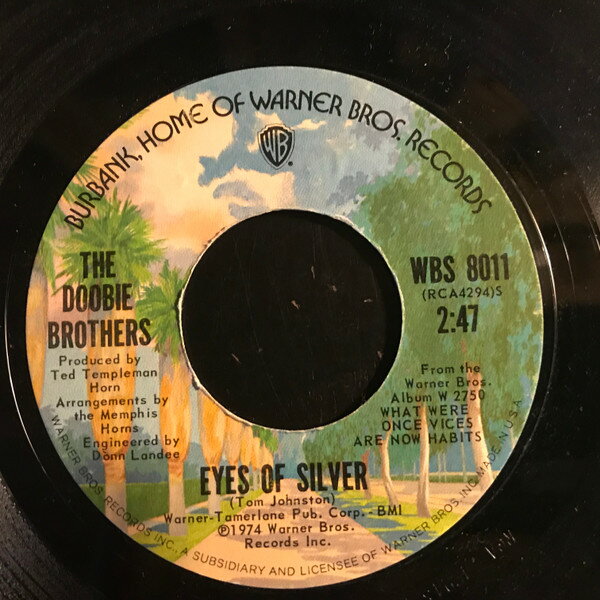 BURBANK, HOME OF WARNER BROS. RECORDS
WB
THE
DOOBIE
BROTHERS
Produced by
Ted Templeman
Horn
Arrangements by
the Memphis
Horns
Engineered by
Donn Landee
WBS 8011
(RCA4294)S
2:47
From the
Warner Bros.
Album W 2750
WHAT WERE
ONCE VICES
ARE NOW HABITS
EYES OF SILVER
(Tom Johnston)
Warner-Tamerlane Pub. Corp. - BMI
℗1974 Warner Bros.
Records Inc.
WARNER BROS. RECORDS INC., A SUBSIDIARY AND LICENSEE OF WARNER BROS. INC. MADE IN U.S.A.